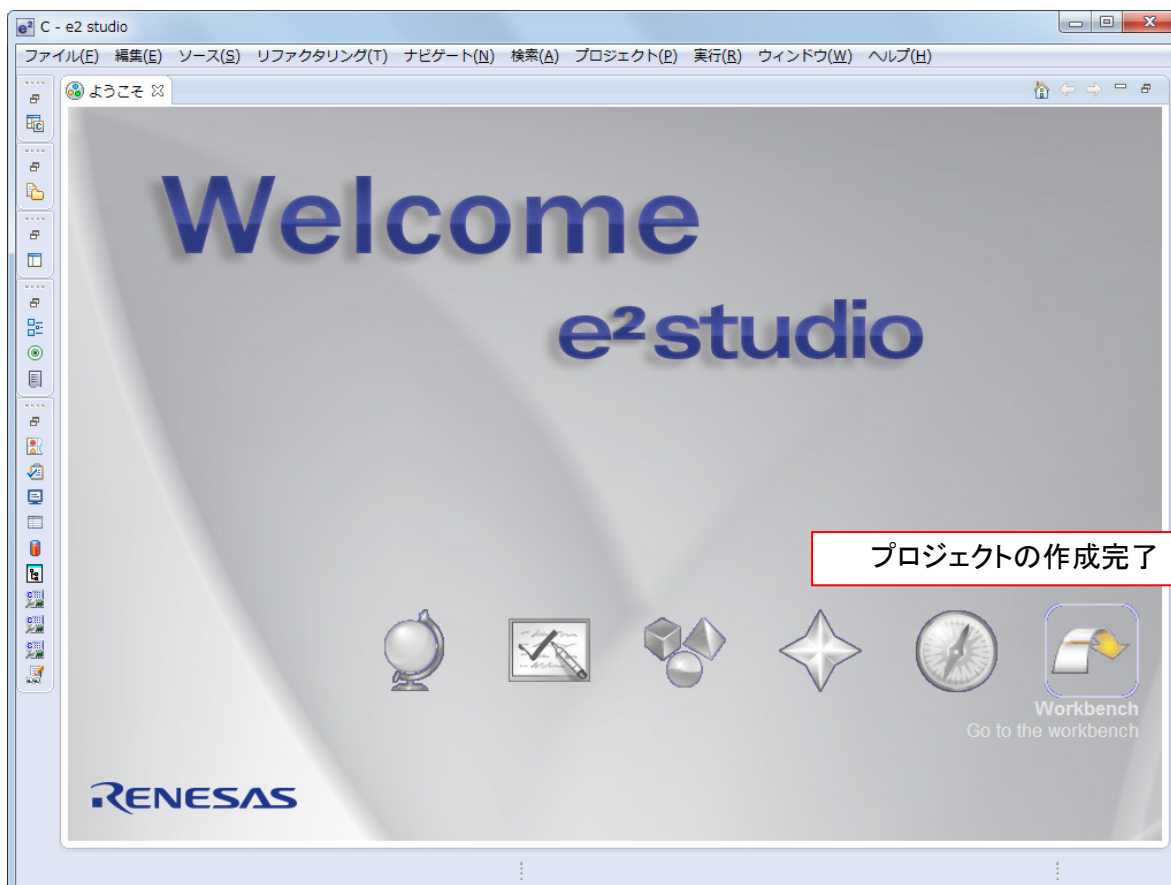 e² C - e2 studio
ファイル(F) 編集(E) ソース(S) リファクタリング(T) ナビゲート(N) 検索(A) プロジェクト(P) 実行(R) ウィンドウ(W) ヘルプ(H)
ようこそ
Welcome
e² studio
プロジェクトの作成完了
Workbench
Go to the workbench
RENESAS